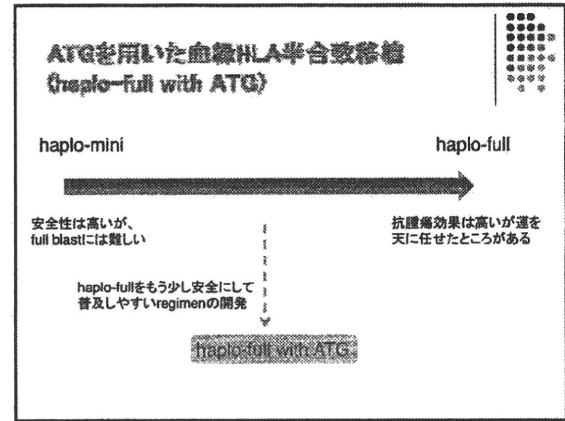 ATGを用いた血縁HLA半合致移植
(haplo-full with ATG)
haplo-mini
haplo-full
安全性は高いが、
full blastには難しい
抗腫瘍効果は高いが運を
天に任せたところがある
haplo-fullをもう少し安全にして
普及しやすいregimenの開発
haplo-full with ATG